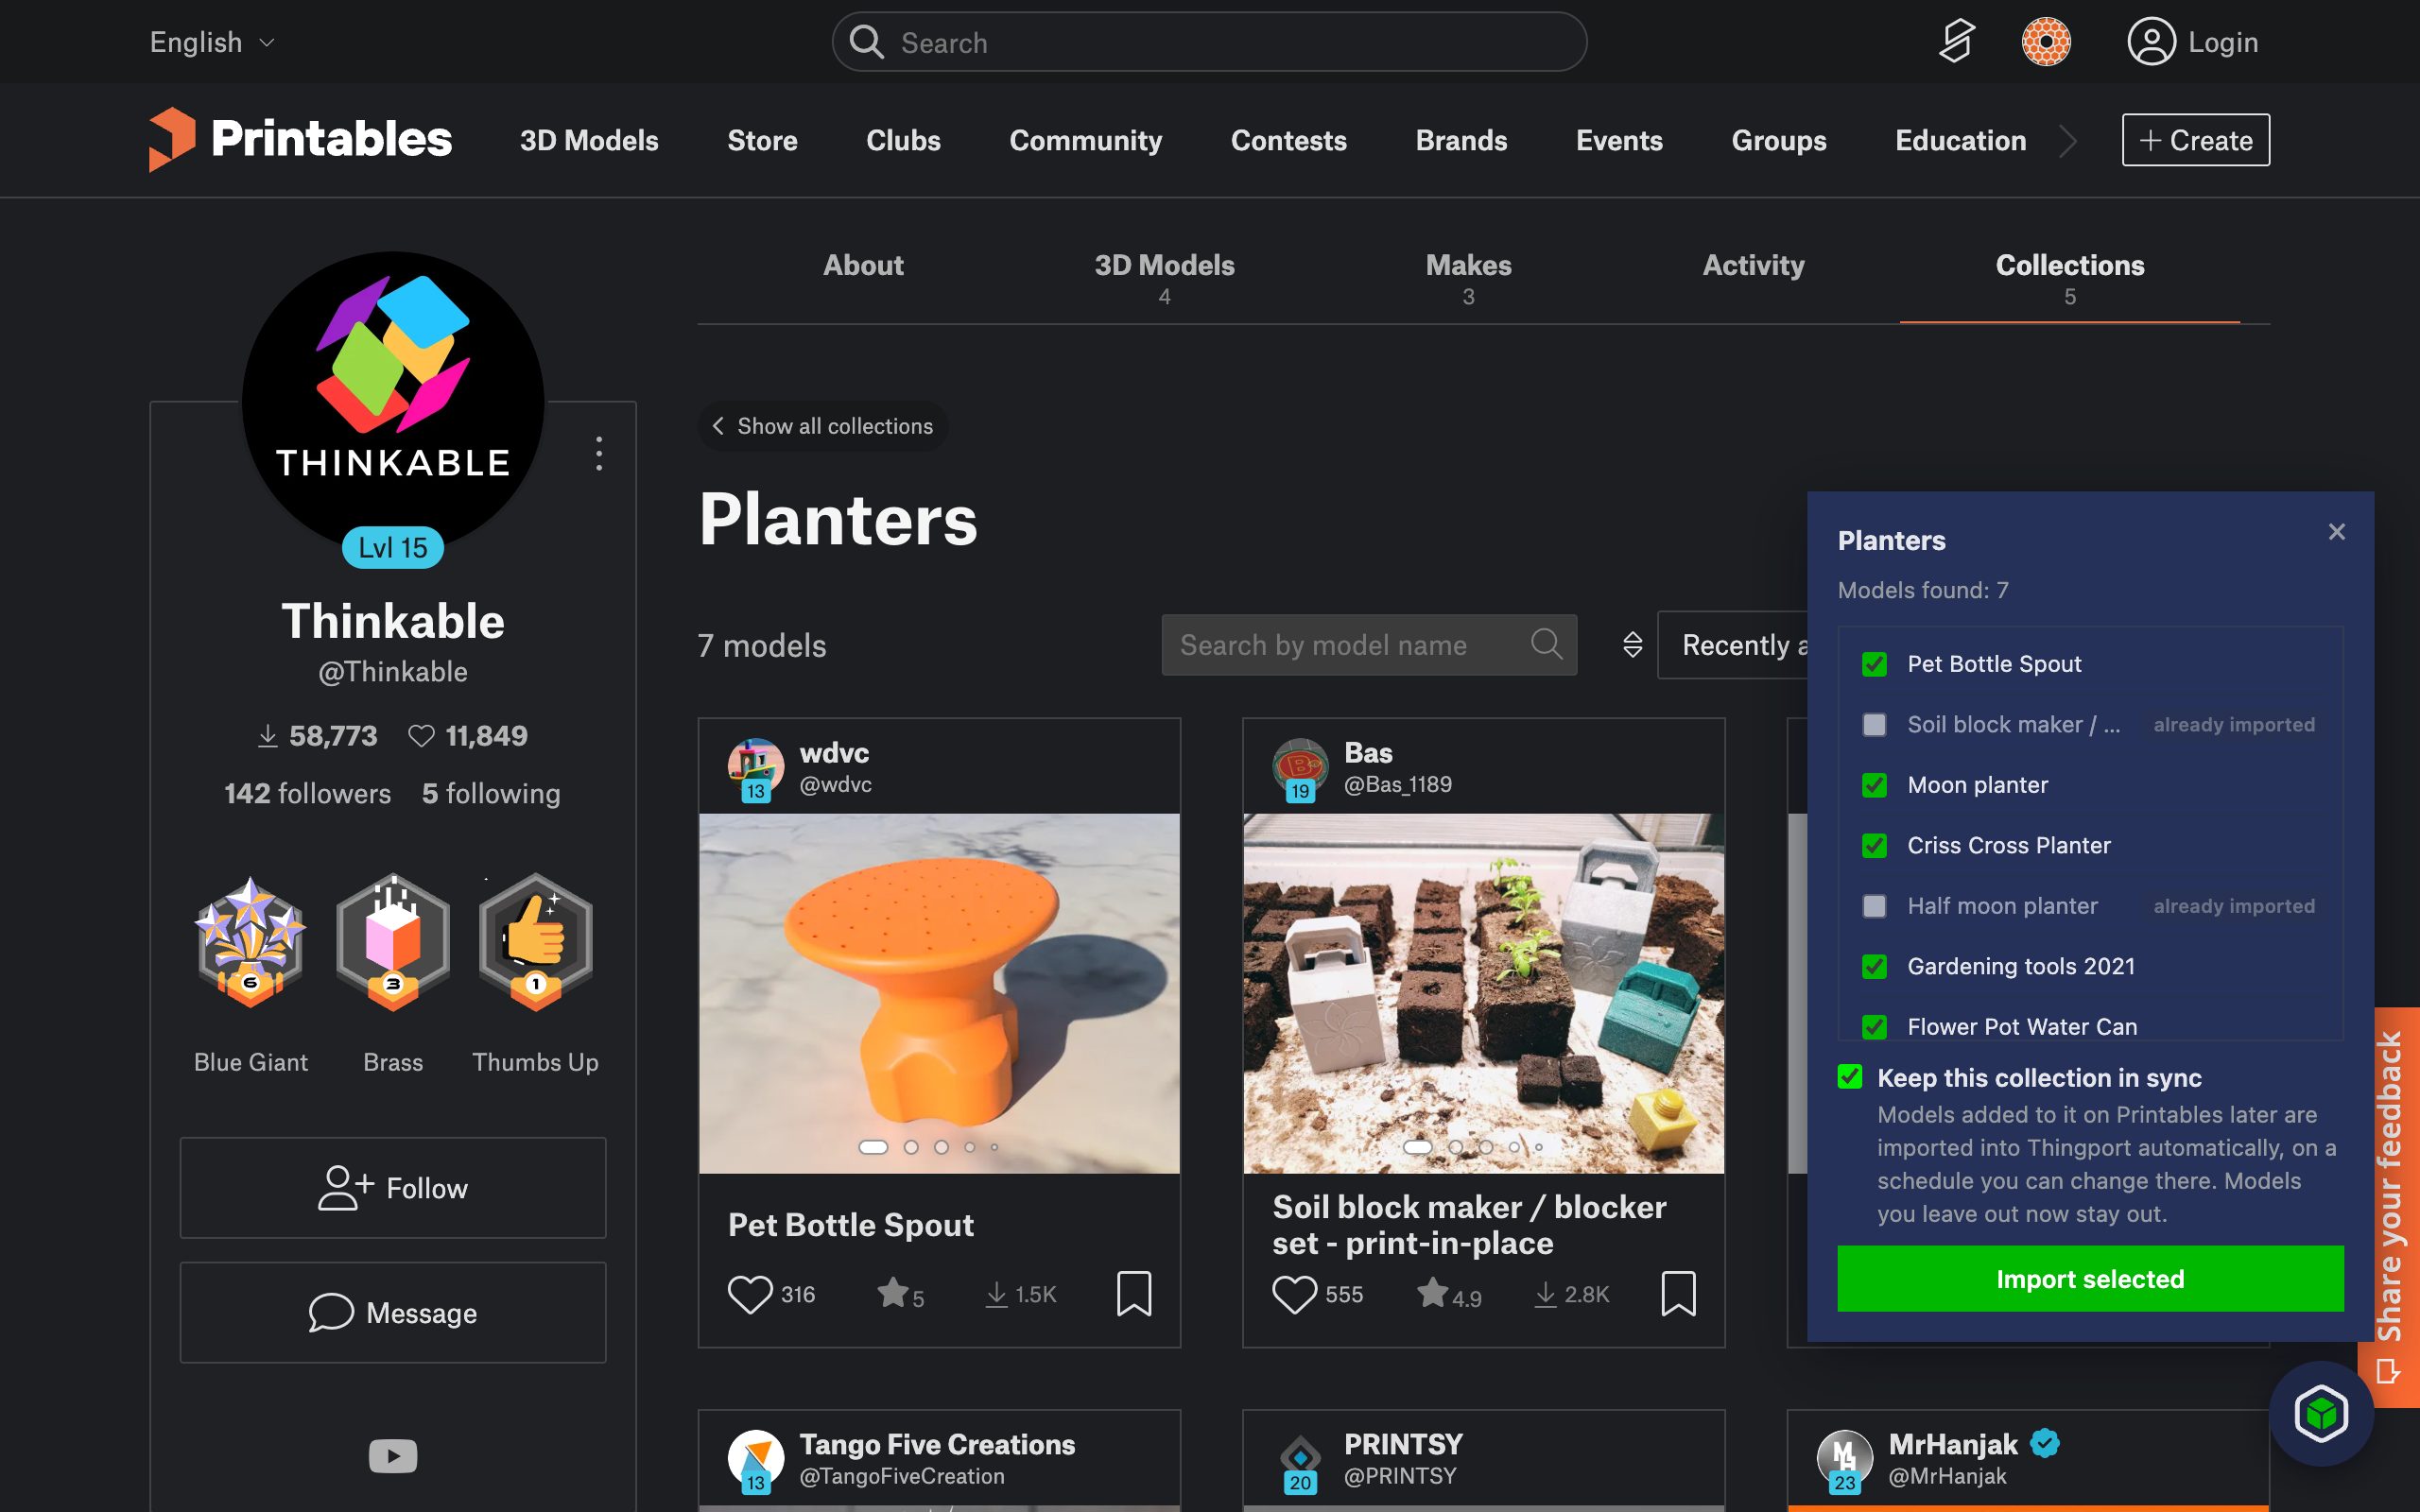 English
Search
Login
Printables
3D Models
Store
Clubs
Community
Contests
Brands
Events
Groups
Education
Create
THINKABLE
Lvl 15
Thinkable
@Thinkable
58,773
11,849
142 followers
5 following
6
3
1
Blue Giant
Brass
Thumbs Up
Follow
Message
About
3D Models
4
Makes
3
Activity
Collections
5
Show all collections
Planters
7 models
Search by model name
Recently a
wdvc
@wdvc
13
Pet Bottle Spout
316
5
1.5K
Bas
@Bas_1189
19
Soil block maker / blocker
set - print-in-place
555
4.9
2.8K
Tango Five Creations
@TangoFiveCreation
13
PRINTSY
@PRINTSY
20
MrHanjak
@MrHanjak
MH
23
Planters
Models found: 7
Pet Bottle Spout
Soil block maker / ... already imported
Moon planter
Criss Cross Planter
Half moon planter already imported
Gardening tools 2021
Flower Pot Water Can
Keep this collection in sync
Models added to it on Printables later are
imported into Thingport automatically, on a
schedule you can change there. Models
you leave out now stay out.
Import selected
Share your feedback